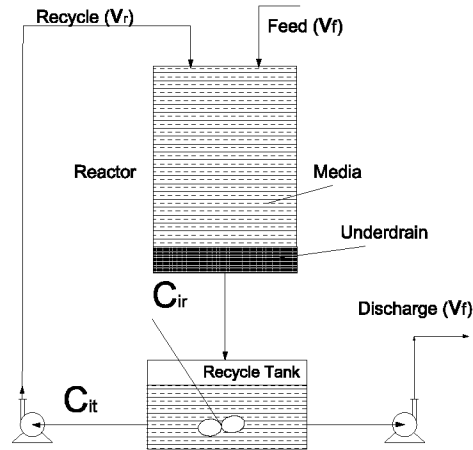 Recycle (Vr)
Feed (Vf)
Reactor
Media
Underdrain
Cir
Discharge (Vf)
Recycle Tank
Cit